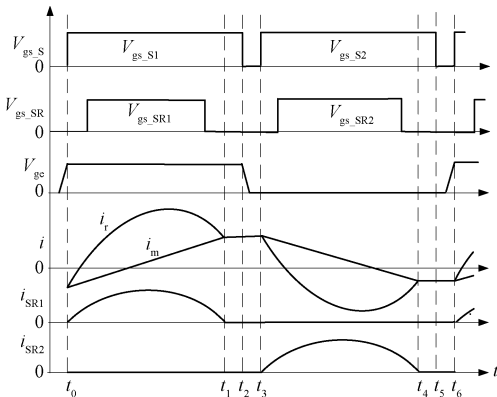 V_gs_S
0
V_gs_S1
V_gs_S2
V_gs_SR
0
V_gs_SR1
V_gs_SR2
V_ge
0
i
i_r
i_m
0
i_SR1
0
i_SR2
0
t_0 t_1 t_2 t_3 t_4 t_5 t_6 t